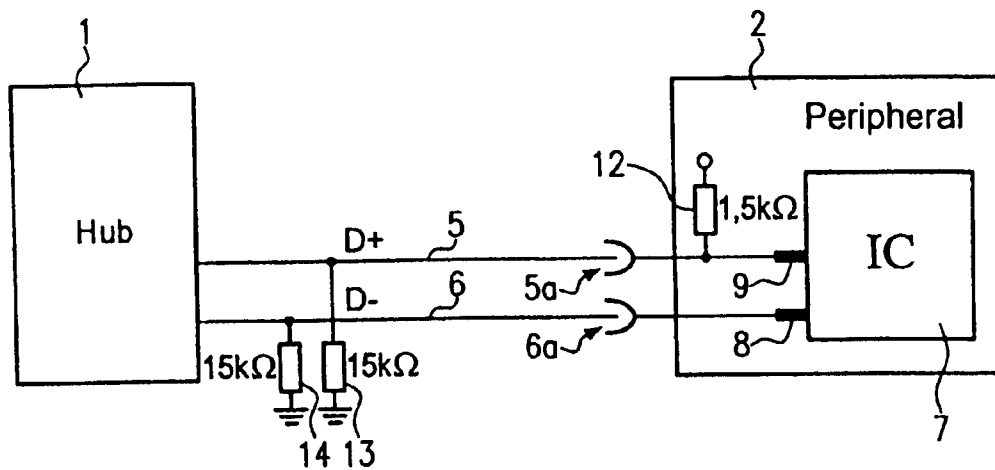 1
2
Peripheral
12
1,5kΩ
Hub
D+
5
IC
5a
9
D-
6
6a
8
15kΩ
15kΩ
14
13
7